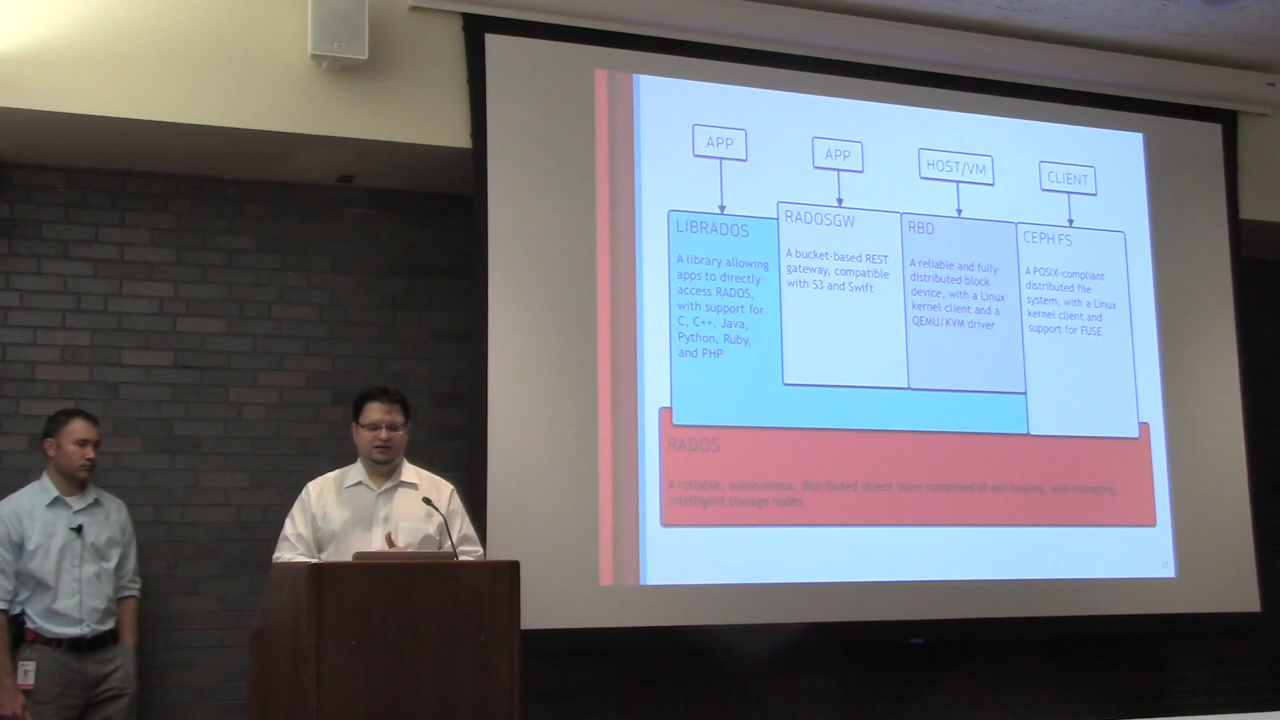 APP
APP
HOST/VM
CLIENT
LIBRADOS
A library allowing
apps to directly
access RADOS,
with support for
C, C++, Java,
Python, Ruby,
and PHP
RADOSGW
A bucket-based REST
gateway, compatible
with S3 and Swift
RBD
A reliable and fully-
distributed block
device, with a Linux
kernel client and a
QEMU/KVM driver
CEPH FS
A POSIX-compliant
distributed file
system, with a Linux
kernel client and
support for FUSE
RADOS
A reliable, autonomous, distributed object store comprised of self-healing, self-managing,
intelligent storage nodes